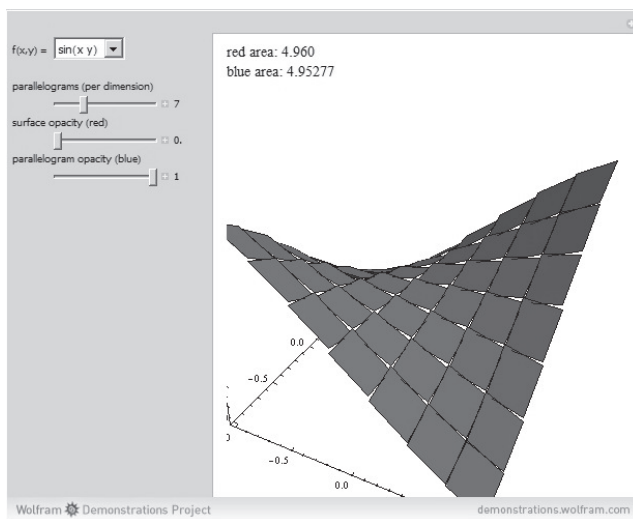 f(x,y) = sin(x y)
parallelograms (per dimension)
7
surface opacity (red)
0.
parallelogram opacity (blue)
1
red area: 4.960
blue area: 4.95277
0.0
-0.5
-0.5
0.0
Wolfram Demonstrations Project
demonstrations.wolfram.com